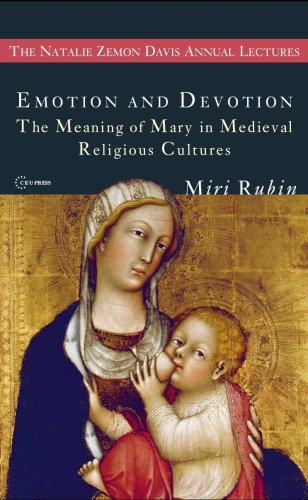 THE NATALIE ZEMON DAVIS ANNUAL LECTURES
EMOTION AND DEVOTION
The Meaning of Mary in Medieval
Religious Cultures
CEU PRESS
Miri Rubin